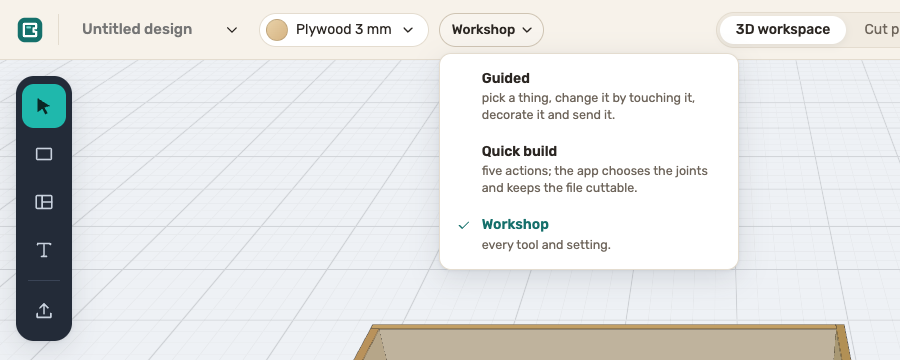 Untitled design
Plywood 3 mm
Workshop
3D workspace
Cut p
Guided
pick a thing, change it by touching it,
decorate it and send it.
Quick build
five actions; the app chooses the joints
and keeps the file cuttable.
Workshop
every tool and setting.